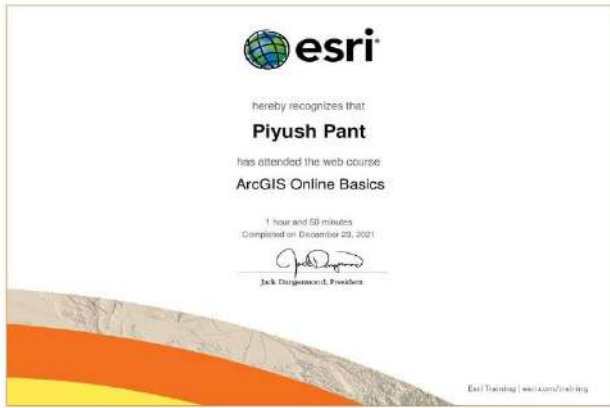 esri
hereby recognizes that
Piyush Pant
has attended the web course
ArcGIS Online Basics
1 hour and 50 minutes
Completed on December 23, 2021
Jack Dangermond, President
Esri Training | esri.com/training